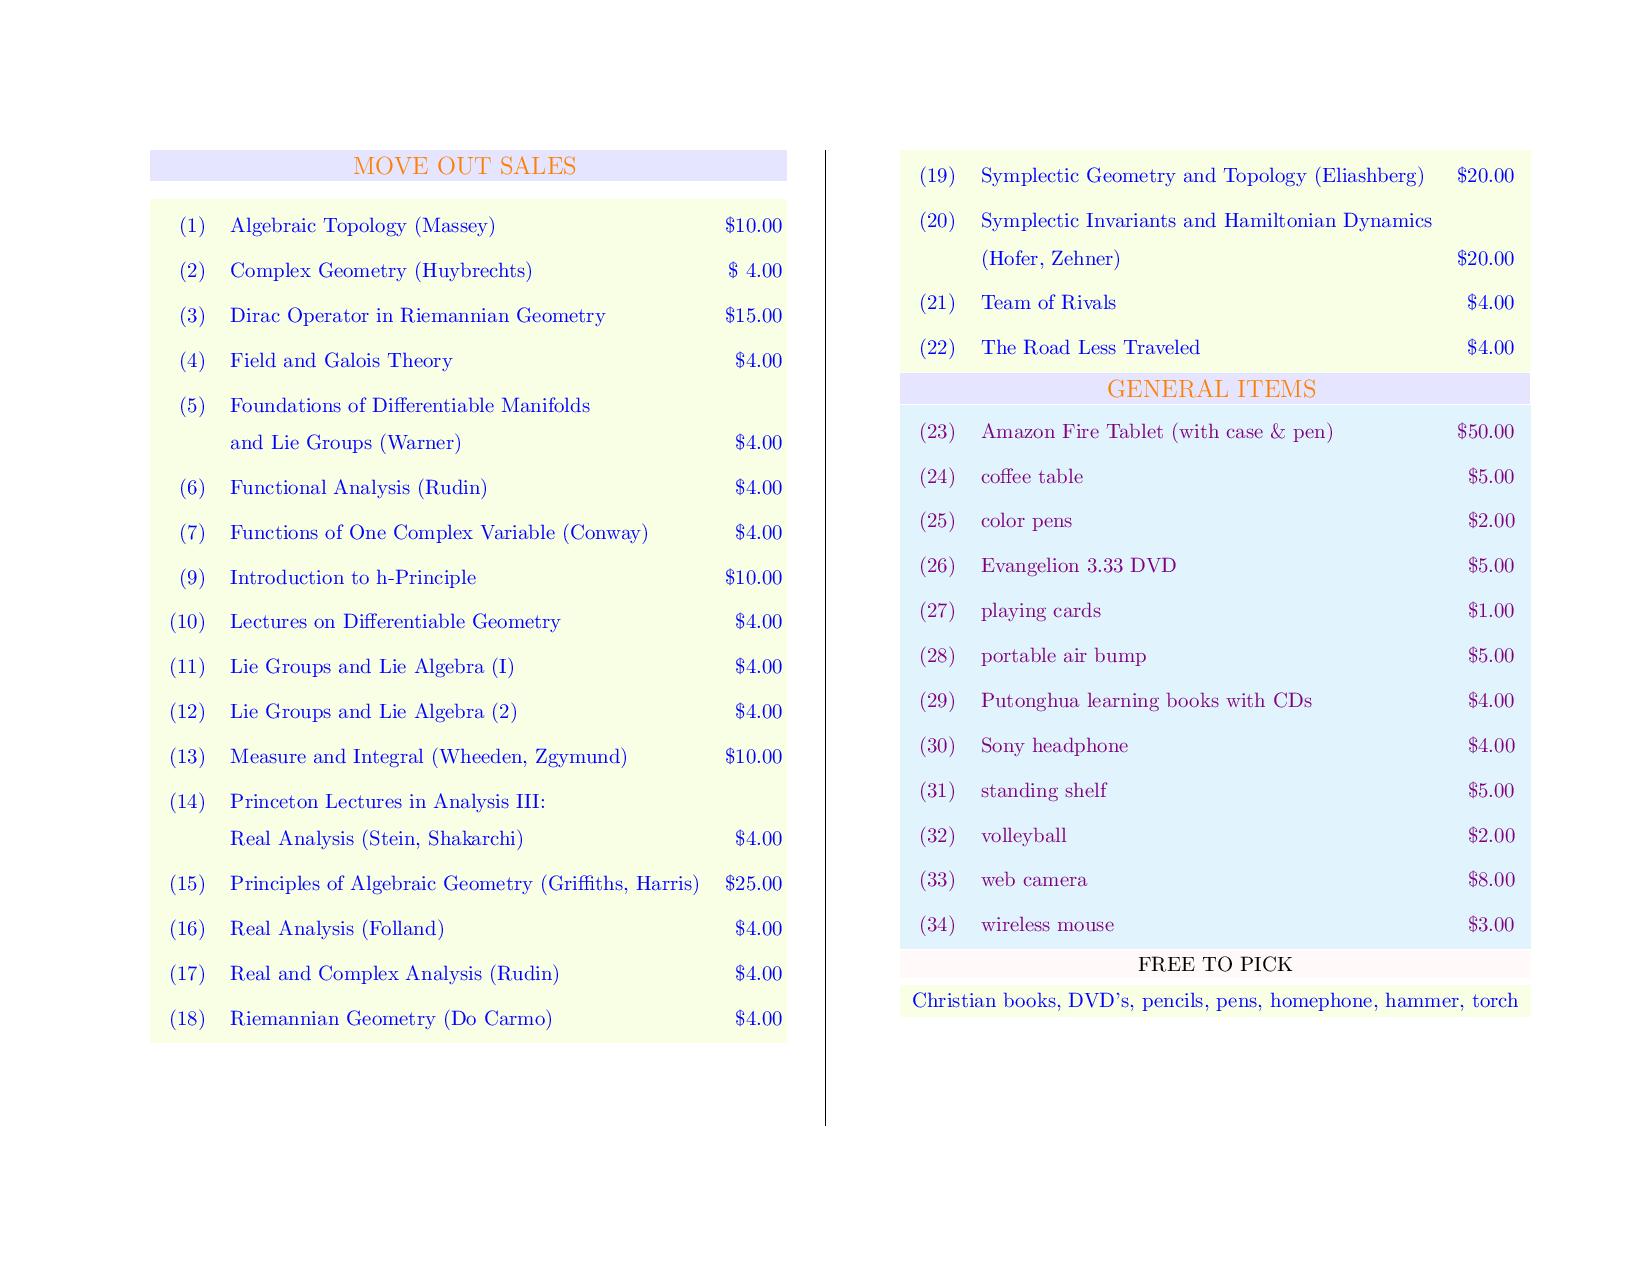 MOVE OUT SALES
(1) Algebraic Topology (Massey) $10.00
(2) Complex Geometry (Huybrechts) $ 4.00
(3) Dirac Operator in Riemannian Geometry $15.00
(4) Field and Galois Theory $4.00
(5) Foundations of Differentiable Manifolds
and Lie Groups (Warner) $4.00
(6) Functional Analysis (Rudin) $4.00
(7) Functions of One Complex Variable (Conway) $4.00
(9) Introduction to h-Principle $10.00
(10) Lectures on Differentiable Geometry $4.00
(11) Lie Groups and Lie Algebra (I) $4.00
(12) Lie Groups and Lie Algebra (2) $4.00
(13) Measure and Integral (Wheeden, Zgymund) $10.00
(14) Princeton Lectures in Analysis III:
Real Analysis (Stein, Shakarchi) $4.00
(15) Principles of Algebraic Geometry (Griffiths, Harris) $25.00
(16) Real Analysis (Folland) $4.00
(17) Real and Complex Analysis (Rudin) $4.00
(18) Riemannian Geometry (Do Carmo) $4.00
(19) Symplectic Geometry and Topology (Eliashberg) $20.00
(20) Symplectic Invariants and Hamiltonian Dynamics
(Hofer, Zehner) $20.00
(21) Team of Rivals $4.00
(22) The Road Less Traveled $4.00
GENERAL ITEMS
(23) Amazon Fire Tablet (with case & pen) $50.00
(24) coffee table $5.00
(25) color pens $2.00
(26) Evangelion 3.33 DVD $5.00
(27) playing cards $1.00
(28) portable air bump $5.00
(29) Putonghua learning books with CDs $4.00
(30) Sony headphone $4.00
(31) standing shelf $5.00
(32) volleyball $2.00
(33) web camera $8.00
(34) wireless mouse $3.00
FREE TO PICK
Christian books, DVD's, pencils, pens, homephone, hammer, torch